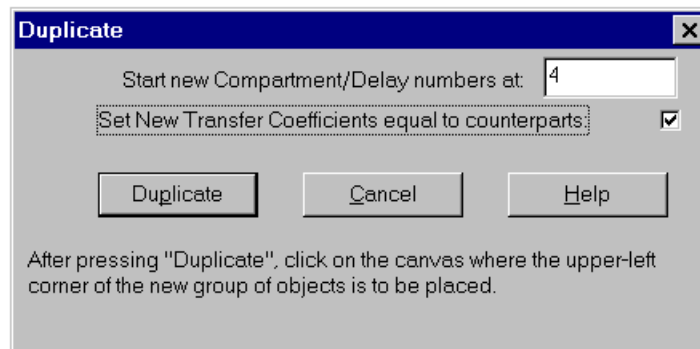 Duplicate
Start new Compartment/Delay numbers at: 4
Set New Transfer Coefficients equal to counterparts:
Duplicate Cancel Help
After pressing "Duplicate", click on the canvas where the upper-left
corner of the new group of objects is to be placed.